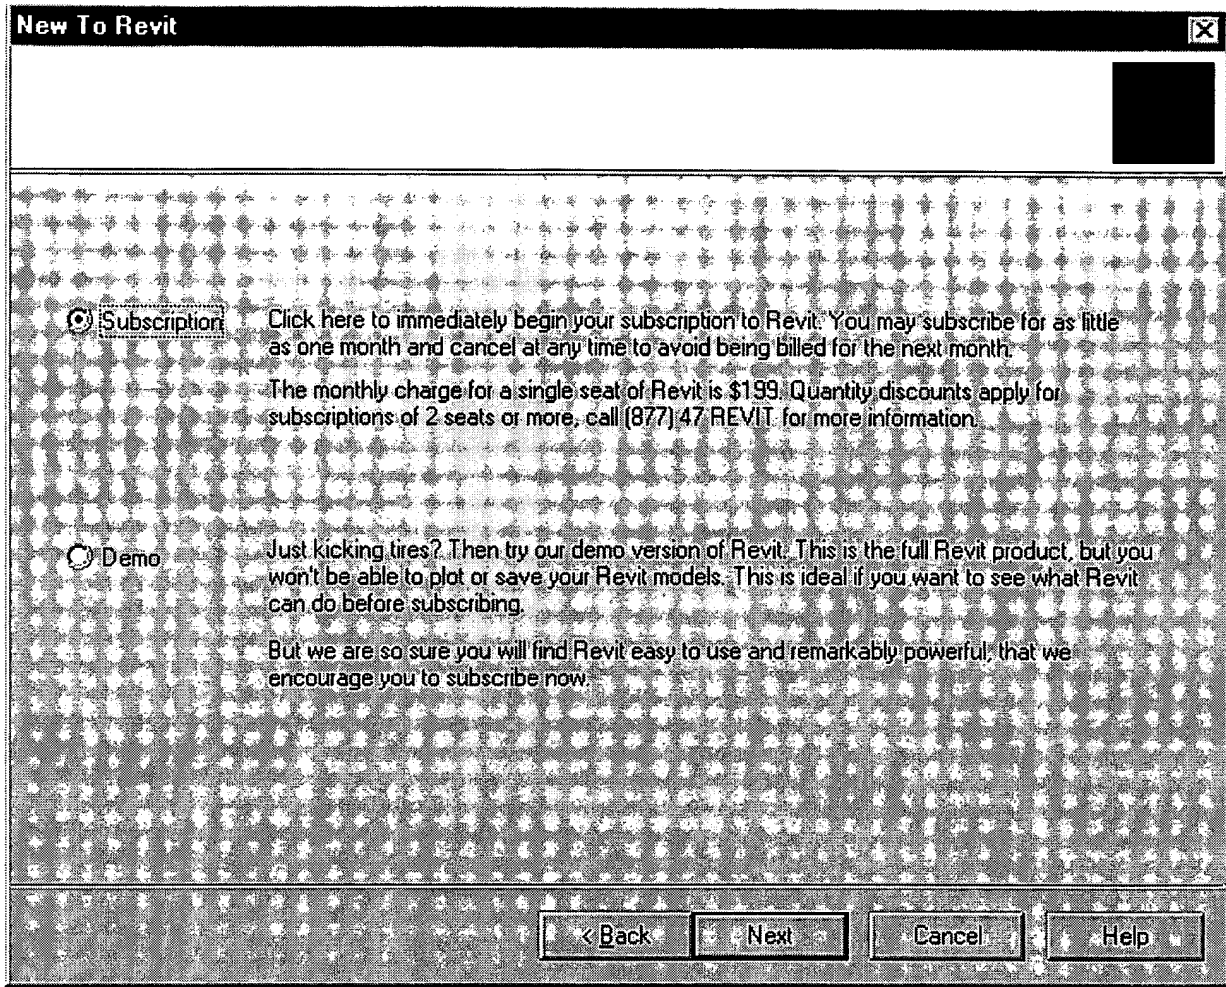 New To Revit
Subscription
Click here to immediately begin your subscription to Revit. You may subscribe for as little
as one month and cancel at any time to avoid being billed for the next month.
The monthly charge for a single seat of Revit is $199. Quantity discounts apply for
subscriptions of 2 seats or more, call (877) 47 REVIT for more information.
Demo
Just kicking tires? Then try our demo version of Revit. This is the full Revit product, but you
won't be able to plot or save your Revit models. This is ideal if you want to see what Revit
can do before subscribing.
But we are so sure you will find Revit easy to use and remarkably powerful, that we
encourage you to subscribe now.
< Back
Next
Cancel
Help